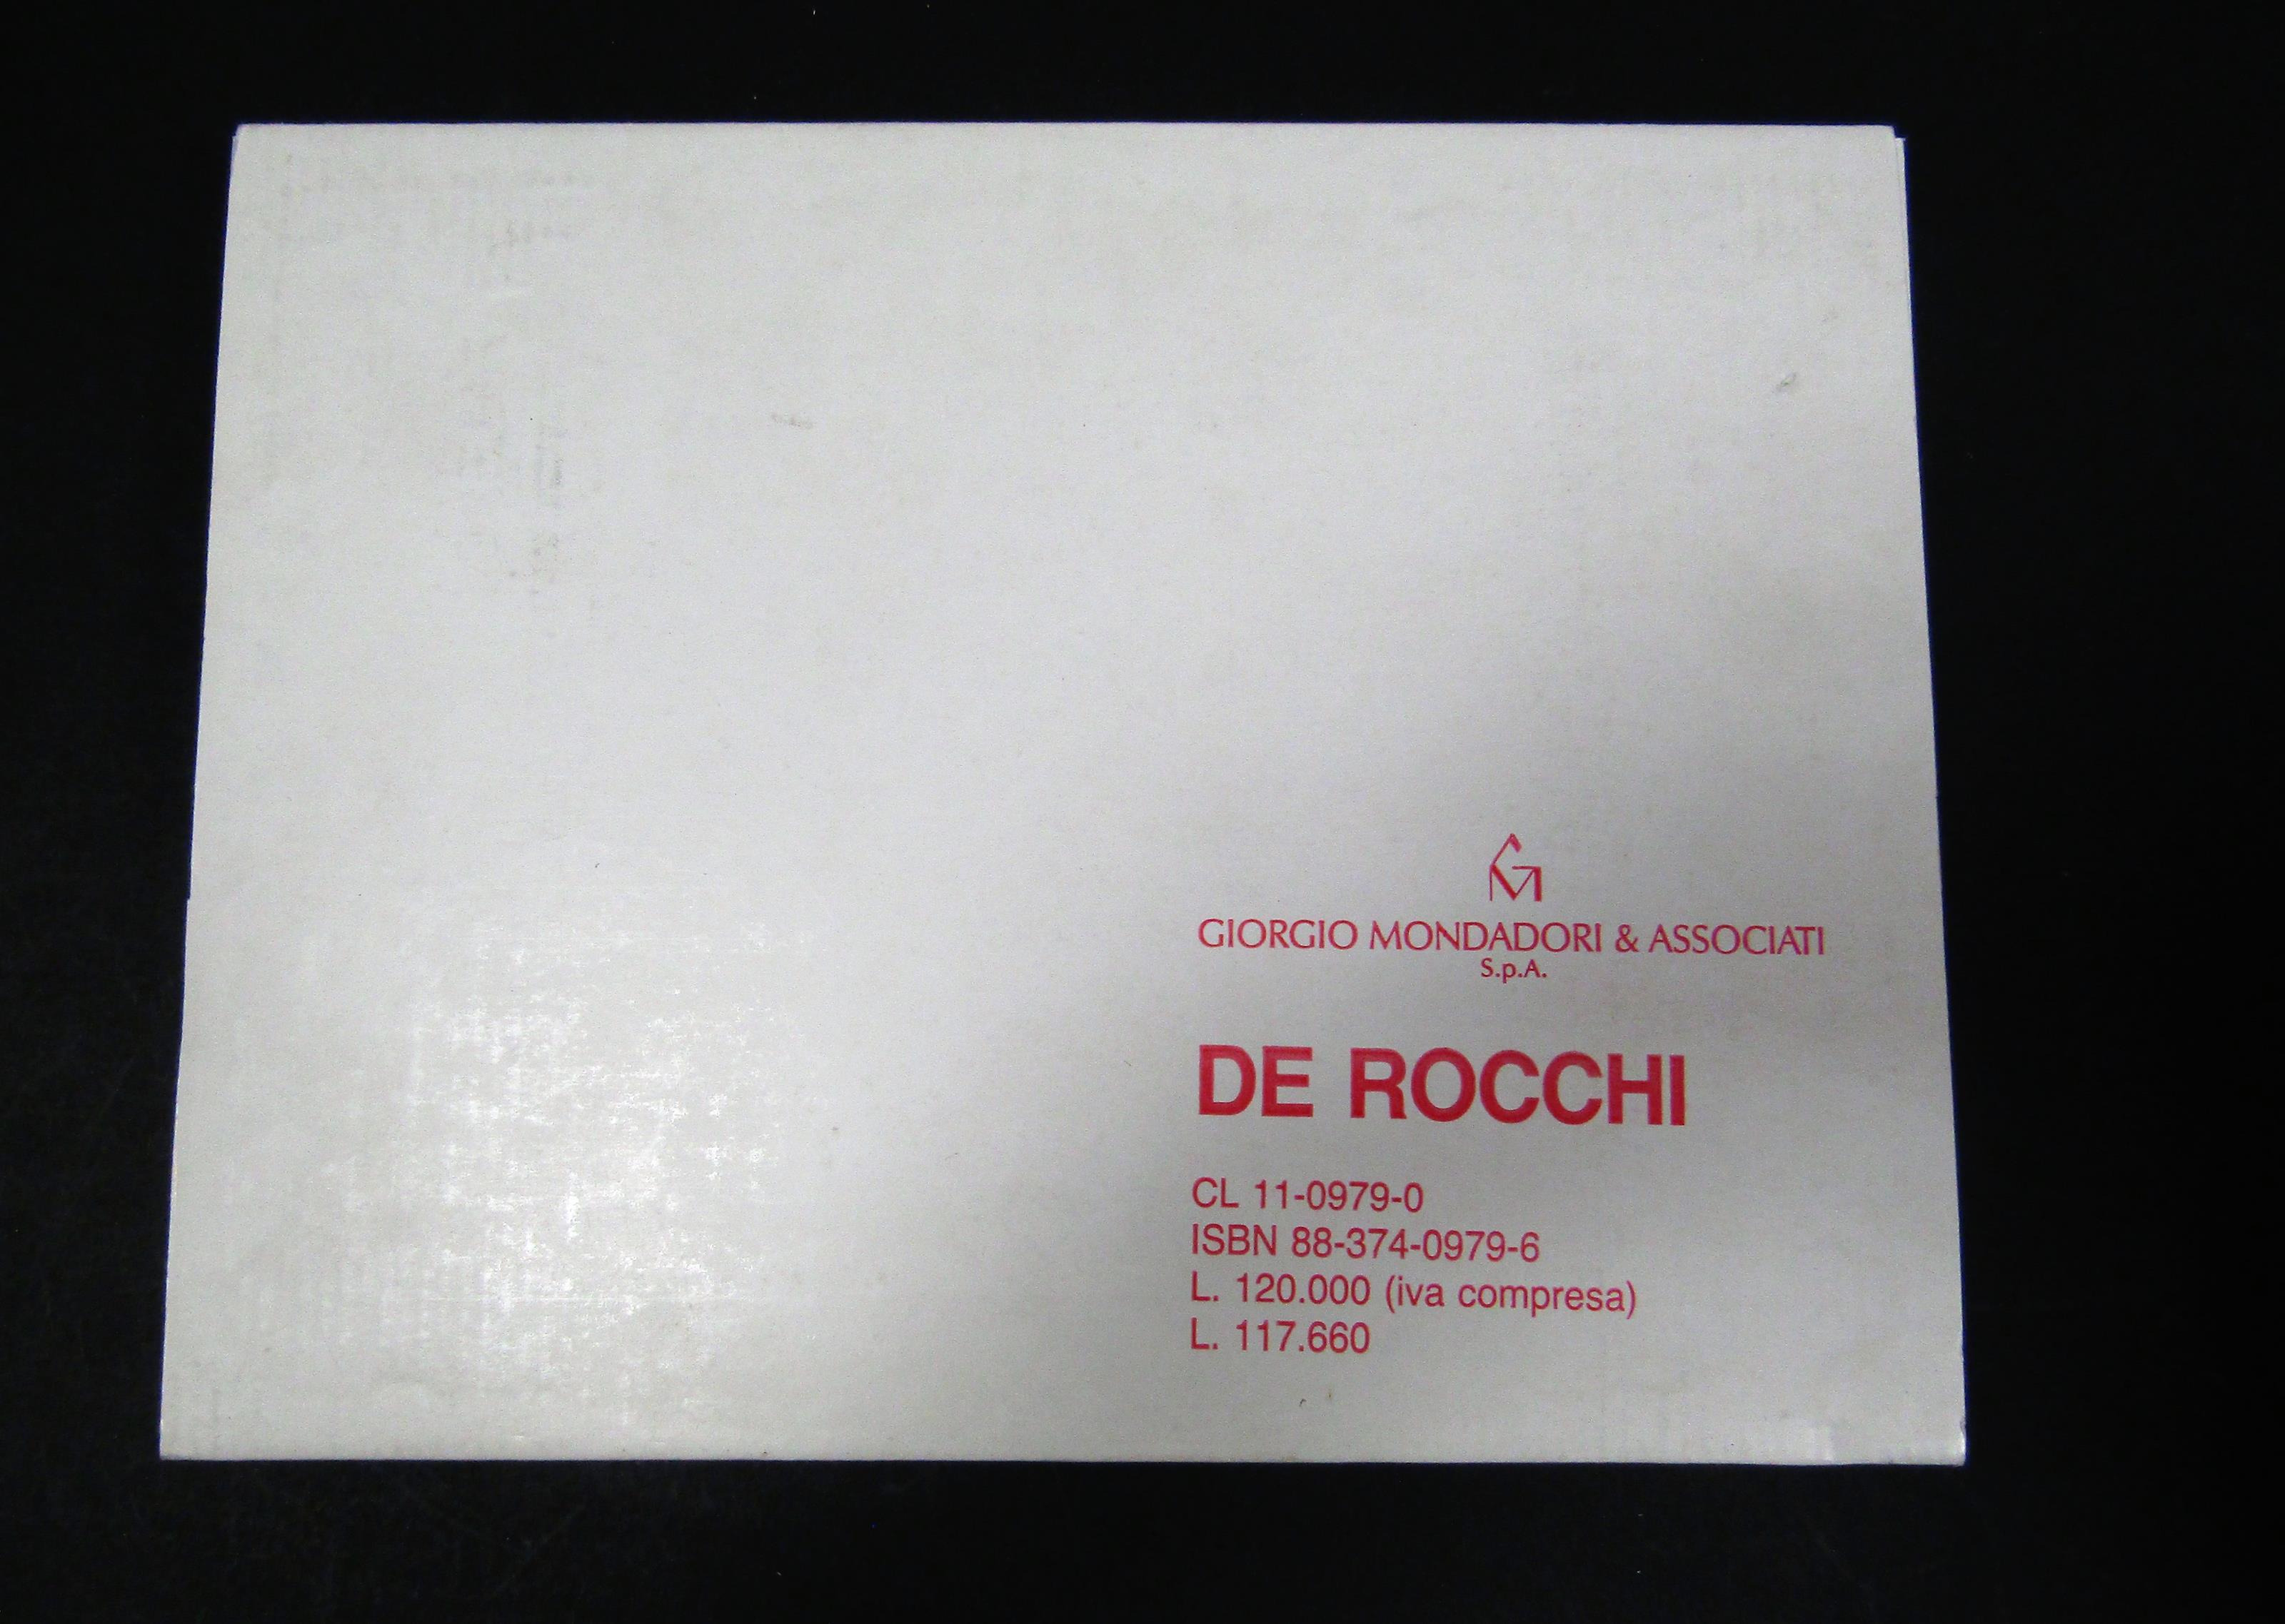 GM
GIORGIO MONDADORI & ASSOCIATI
S.p.A.
DE ROCCHI
CL 11-0979-0
ISBN 88-374-0979-6
L. 120.000 (iva compresa)
L. 117.660